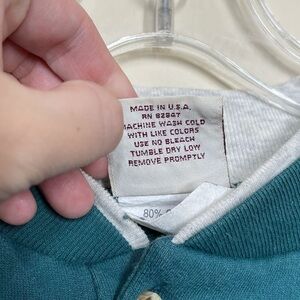 MADE IN U.S.A.
RN 82847
MACHINE WASH COLD
WITH LIKE COLORS
USE NO BLEACH
TUMBLE DRY LOW
REMOVE PROMPTLY
80%